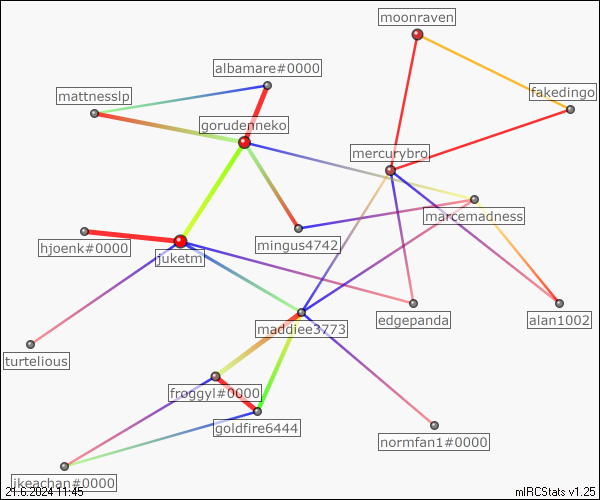 moonraven
albamare#0000
mattnesslp
fakedingo
gorudenneko
mercurybro
marcemadness
hjoenk#0000
mingus4742
juketm
edgepanda
alan1002
maddiee3773
turtelious
froggyl#0000
goldfire6444
normfan1#0000
ikeachan#0000
21.6.2024 11:45
mIRCStats v1.25